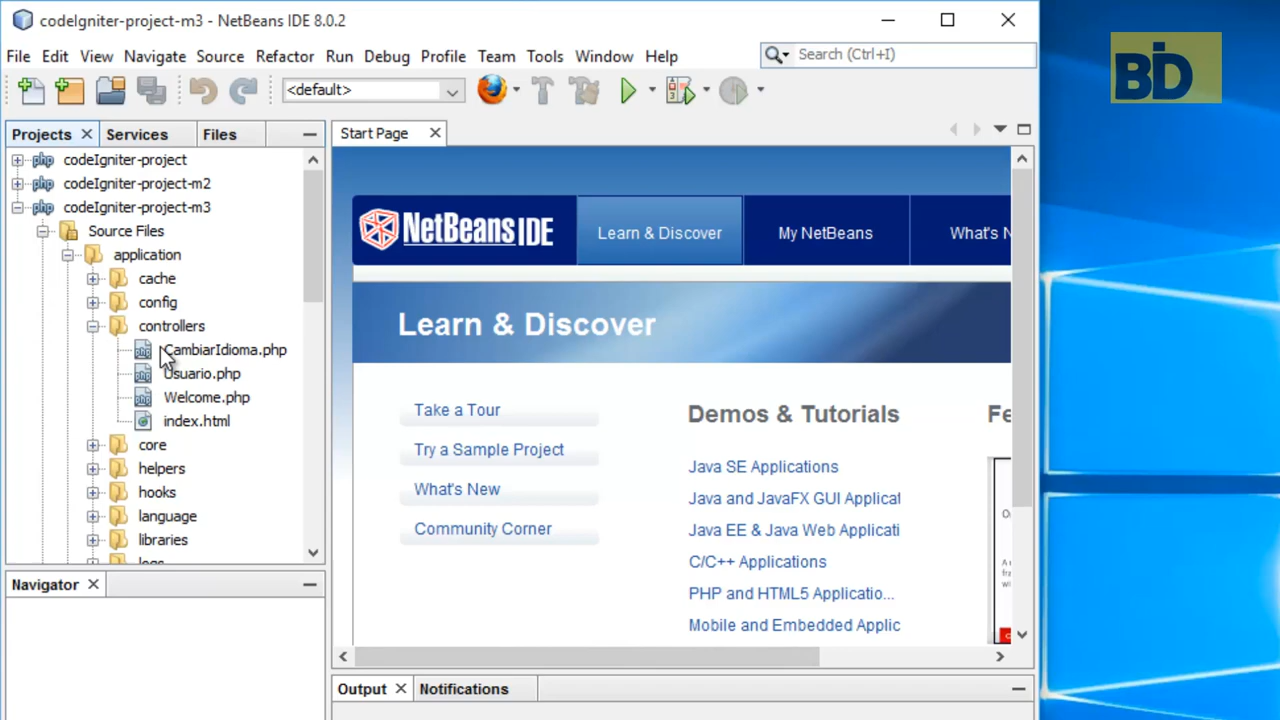 codeIgniter-project-m3 - NetBeans IDE 8.0.2
BID
File Edit View Navigate Source Refactor Run Debug Profile Team Tools Window Help
Search (Ctrl+I)
<default>
Projects Services Files
Start Page
codeIgniter-project
codeIgniter-project-m2
codeIgniter-project-m3
Source Files
application
cache
config
controllers
CambiarIdioma.php
Usuario.php
Welcome.php
index.html
core
helpers
hooks
language
libraries
logs
Navigator
NetBeans IDE
Learn & Discover
My NetBeans
What's N
Learn & Discover
Take a Tour
Try a Sample Project
What's New
Community Corner
Demos & Tutorials
Java SE Applications
Java and JavaFX GUI Applicat
Java EE & Java Web Applicati
C/C++ Applications
PHP and HTML5 Applicatio...
Mobile and Embedded Applic
Fe
Output Notifications